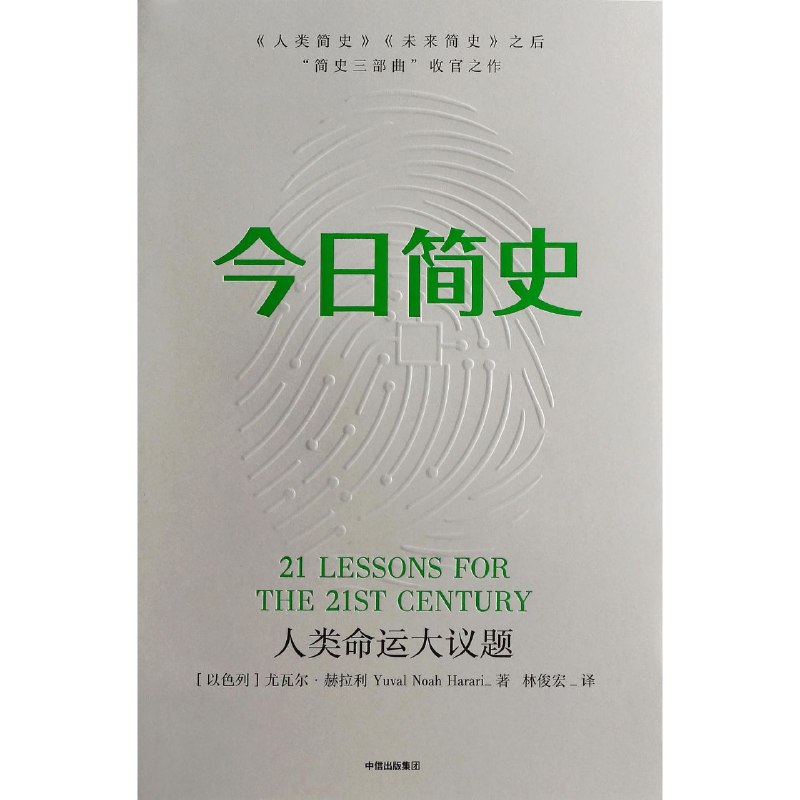 《人类简史》《未来简史》之后
“简史三部曲”收官之作
今日简史
21 LESSONS FOR
THE 21ST CENTURY
人类命运大议题
[以色列]尤瓦尔·赫拉利 Yuval Noah Harari_著 林俊宏_译
中信出版集团